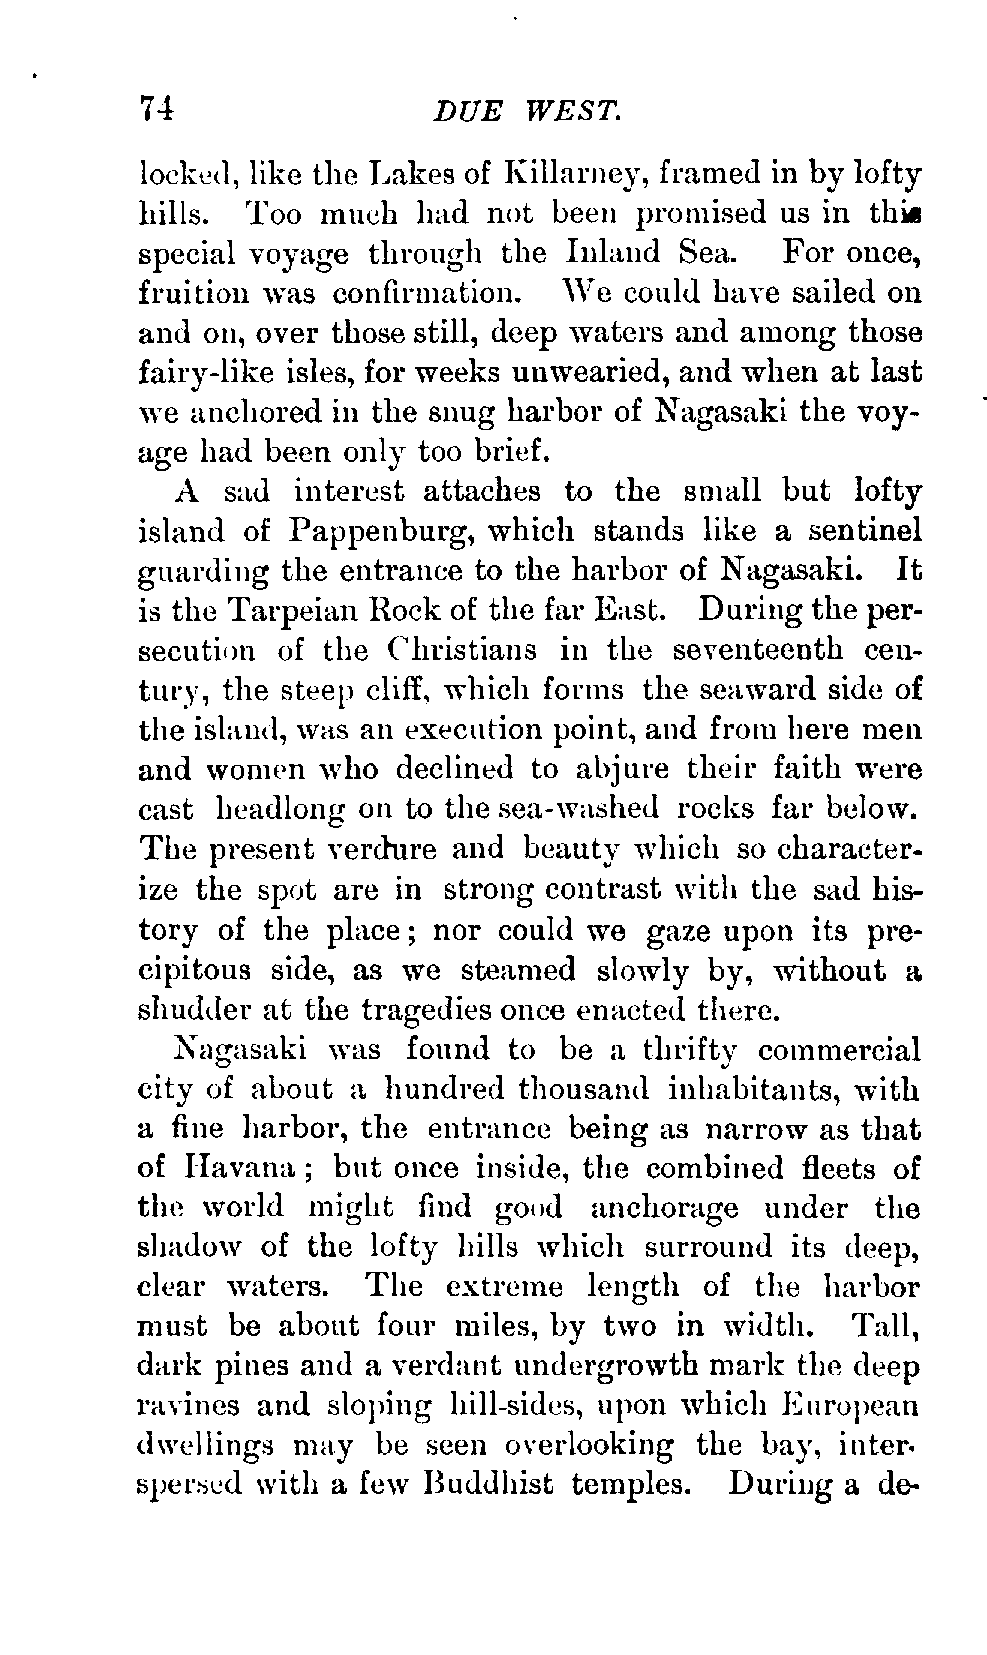 74 DUE WEST.
locked, like the Lakes of Killarney, framed in by lofty
hills. Too much had not been promised us in this
special voyage through the Inland Sea. For once,
fruition was confirmation. We could have sailed on
and on, over those still, deep waters and among those
fairy-like isles, for weeks unwearied, and when at last
we anchored in the snug harbor of Nagasaki the voy-
age had been only too brief.
A sad interest attaches to the small but lofty
island of Pappenburg, which stands like a sentinel
guarding the entrance to the harbor of Nagasaki. It
is the Tarpeian Rock of the far East. During the per-
secution of the Christians in the seventeenth cen-
tury, the steep cliff, which forms the seaward side of
the island, was an execution point, and from here men
and women who declined to abjure their faith were
cast headlong on to the sea-washed rocks far below.
The present verdure and beauty which so character-
ize the spot are in strong contrast with the sad his-
tory of the place; nor could we gaze upon its pre-
cipitous side, as we steamed slowly by, without a
shudder at the tragedies once enacted there.
Nagasaki was found to be a thrifty commercial
city of about a hundred thousand inhabitants, with
a fine harbor, the entrance being as narrow as that
of Havana; but once inside, the combined fleets of
the world might find good anchorage under the
shadow of the lofty hills which surround its deep,
clear waters. The extreme length of the harbor
must be about four miles, by two in width. Tall,
dark pines and a verdant undergrowth mark the deep
ravines and sloping hill-sides, upon which European
dwellings may be seen overlooking the bay, inter-
spersed with a few Buddhist temples. During a de-